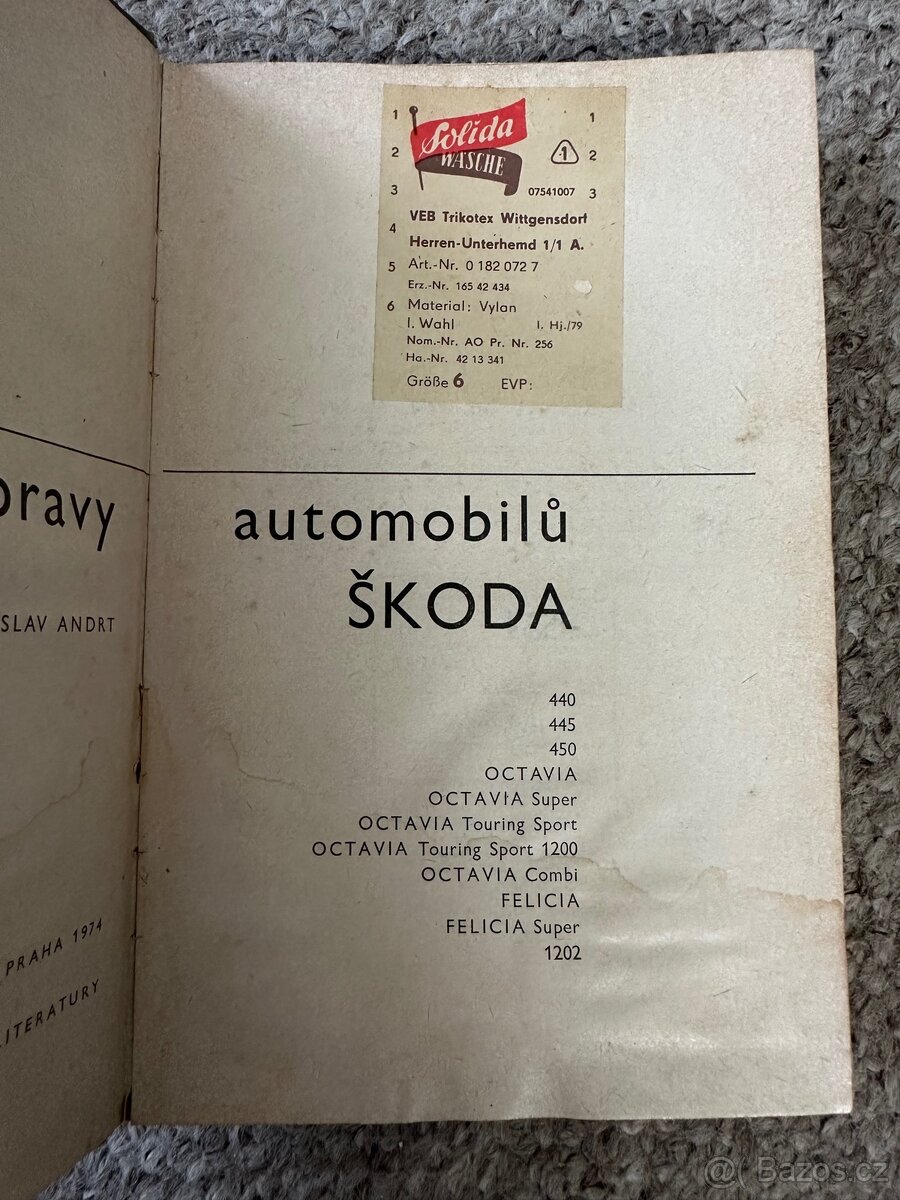 Solida
WÄSCHE
1
1
1
2
2
3
3
07541007
VEB Trikotex Wittgensdorf
4
Herren-Unterhemd 1/1 A.
5
Art.-Nr. 0 182 072 7
Erz.-Nr. 165 42 434
6
Material: Vylan
I. Wahl
I. Hj./79
Nom.-Nr. AO Pr. Nr. 256
Ha.-Nr. 42 13 341
Größe 6 EVP:
pravy
SLAV ANDRT
PRAHA 1974
LITERATURY
automobilů
ŠKODA
440
445
450
OCTAVIA
OCTAVIA Super
OCTAVIA Touring Sport
OCTAVIA Touring Sport 1200
OCTAVIA Combi
FELICIA
FELICIA Super
1202
@ Bazos.cz